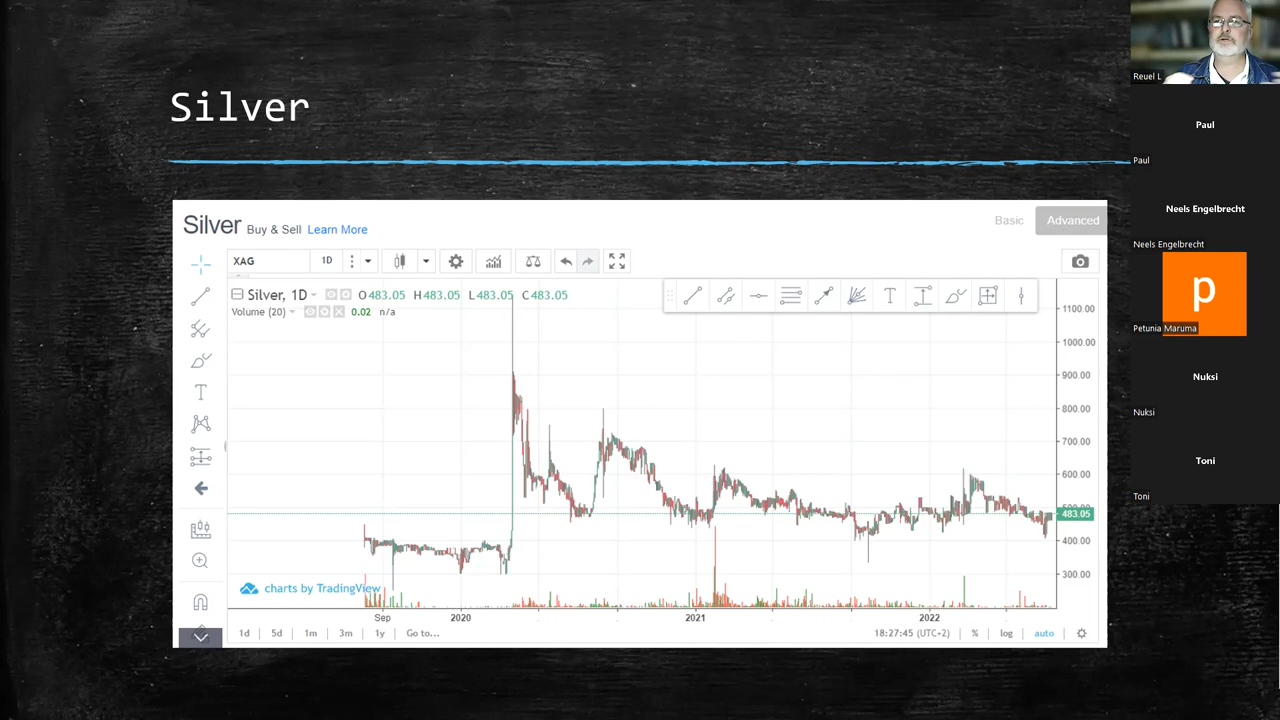 Silver
Silver Buy & Sell Learn More
Basic
Advanced
XAG
1D
Silver, 1D O483.05 H483.05 L483.05 C483.05
Volume (20) 0.02 n/a
1100.00
1000.00
900.00
800.00
700.00
600.00
483.05
400.00
300.00
charts by TradingView
Sep
2020
2021
2022
1d 5d 1m 3m 1y Go to...
18:27:45 (UTC+2) % log auto
Reuel L
Paul
Paul
Neels Engelbrecht
Neels Engelbrecht
p
Petunia Maruma
Nuksi
Nuksi
Toni
Toni